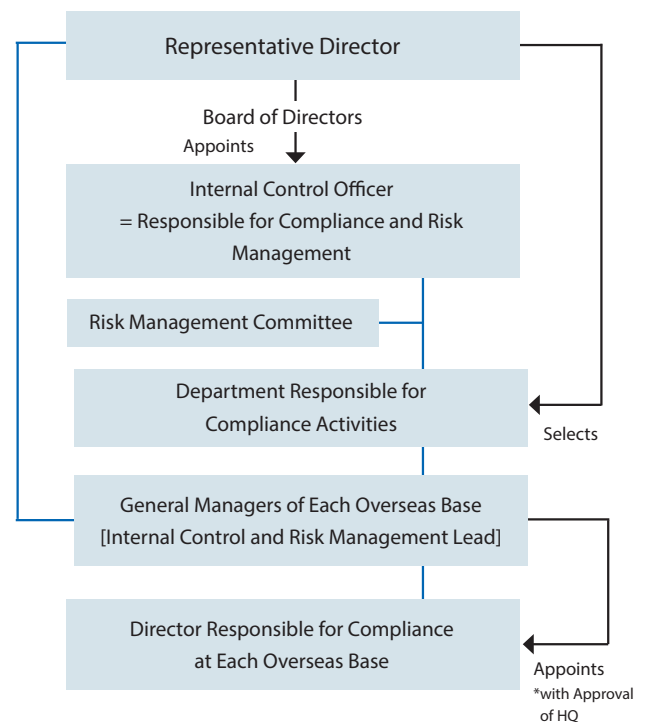 Representative Director
Board of Directors
Appoints
Internal Control Officer
= Responsible for Compliance and Risk
Management
Risk Management Committee
Department Responsible for
Compliance Activities
Selects
General Managers of Each Overseas Base
[Internal Control and Risk Management Lead]
Director Responsible for Compliance
at Each Overseas Base
Appoints
*with Approval
of HQ